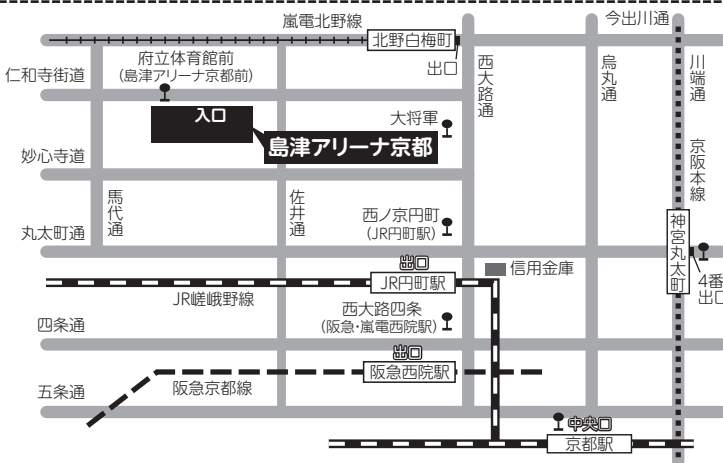 嵐電北野線
今出川通
北野白梅町
出口
仁和寺街道
府立体育館前
(島津アリーナ京都前)
西大路通
烏丸通
川端通
京阪本線
入口
大将軍
島津アリーナ京都
妙心寺道
馬代通
佐井通
西ノ京円町
(JR円町駅)
丸太町通
神宮丸太町
4番
出口
出口
JR円町駅
信用金庫
JR嵯峨野線
西大路四条
(阪急・嵐電西院駅)
四条通
出口
阪急西院駅
阪急京都線
五条通
中央口
京都駅